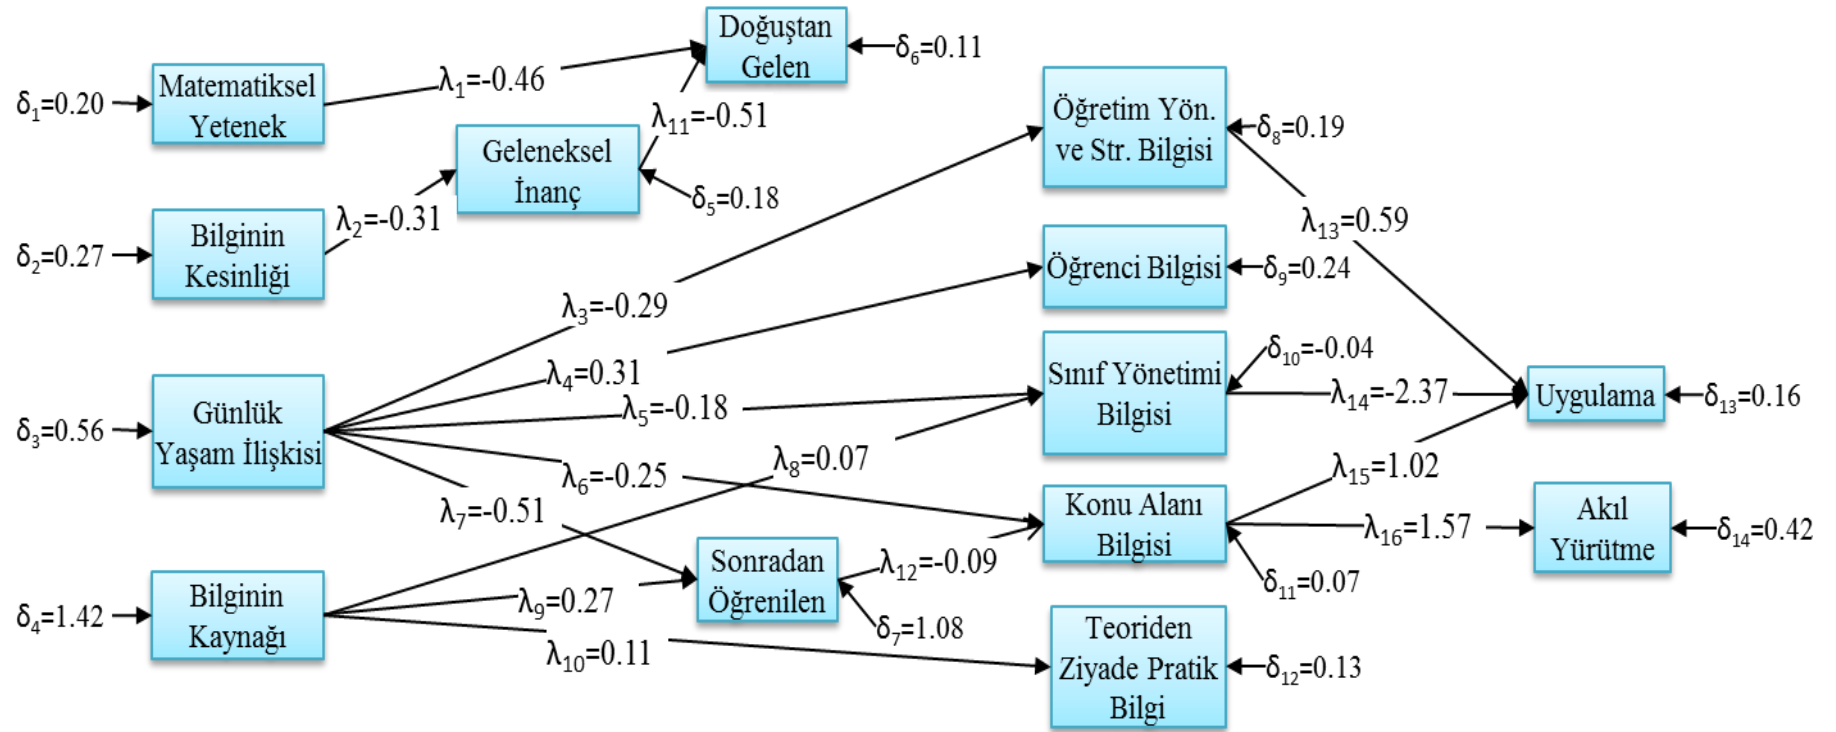 Doğuştan
Gelen
δ6=0.11
λ1=-0.46
Matematiksel
Yetenek
δ1=0.20
λ11=-0.51
Geleneksel
İnanç
δ5=0.18
Öğretim Yön.
ve Str. Bilgisi
δ8=0.19
λ2=-0.31
λ13=0.59
Bilginin
Kesinliği
δ2=0.27
Öğrenci Bilgisi
δ9=0.24
λ3=-0.29
λ4=0.31
λ5=-0.18
Sınıf Yönetimi
Bilgisi
δ10=-0.04
λ14=-2.37
Uygulama
δ13=0.16
Günlük
Yaşam İlişkisi
δ3=0.56
λ6=-0.25
λ8=0.07
λ15=1.02
λ7=-0.51
Konu Alanı
Bilgisi
λ16=1.57
Akıl
Yürütme
δ14=0.42
Sonradan
Öğrenilen
λ12=-0.09
δ11=0.07
Bilginin
Kaynağı
δ4=1.42
λ9=0.27
δ7=1.08
λ10=0.11
Teoriden
Ziyade Pratik
Bilgi
δ12=0.13